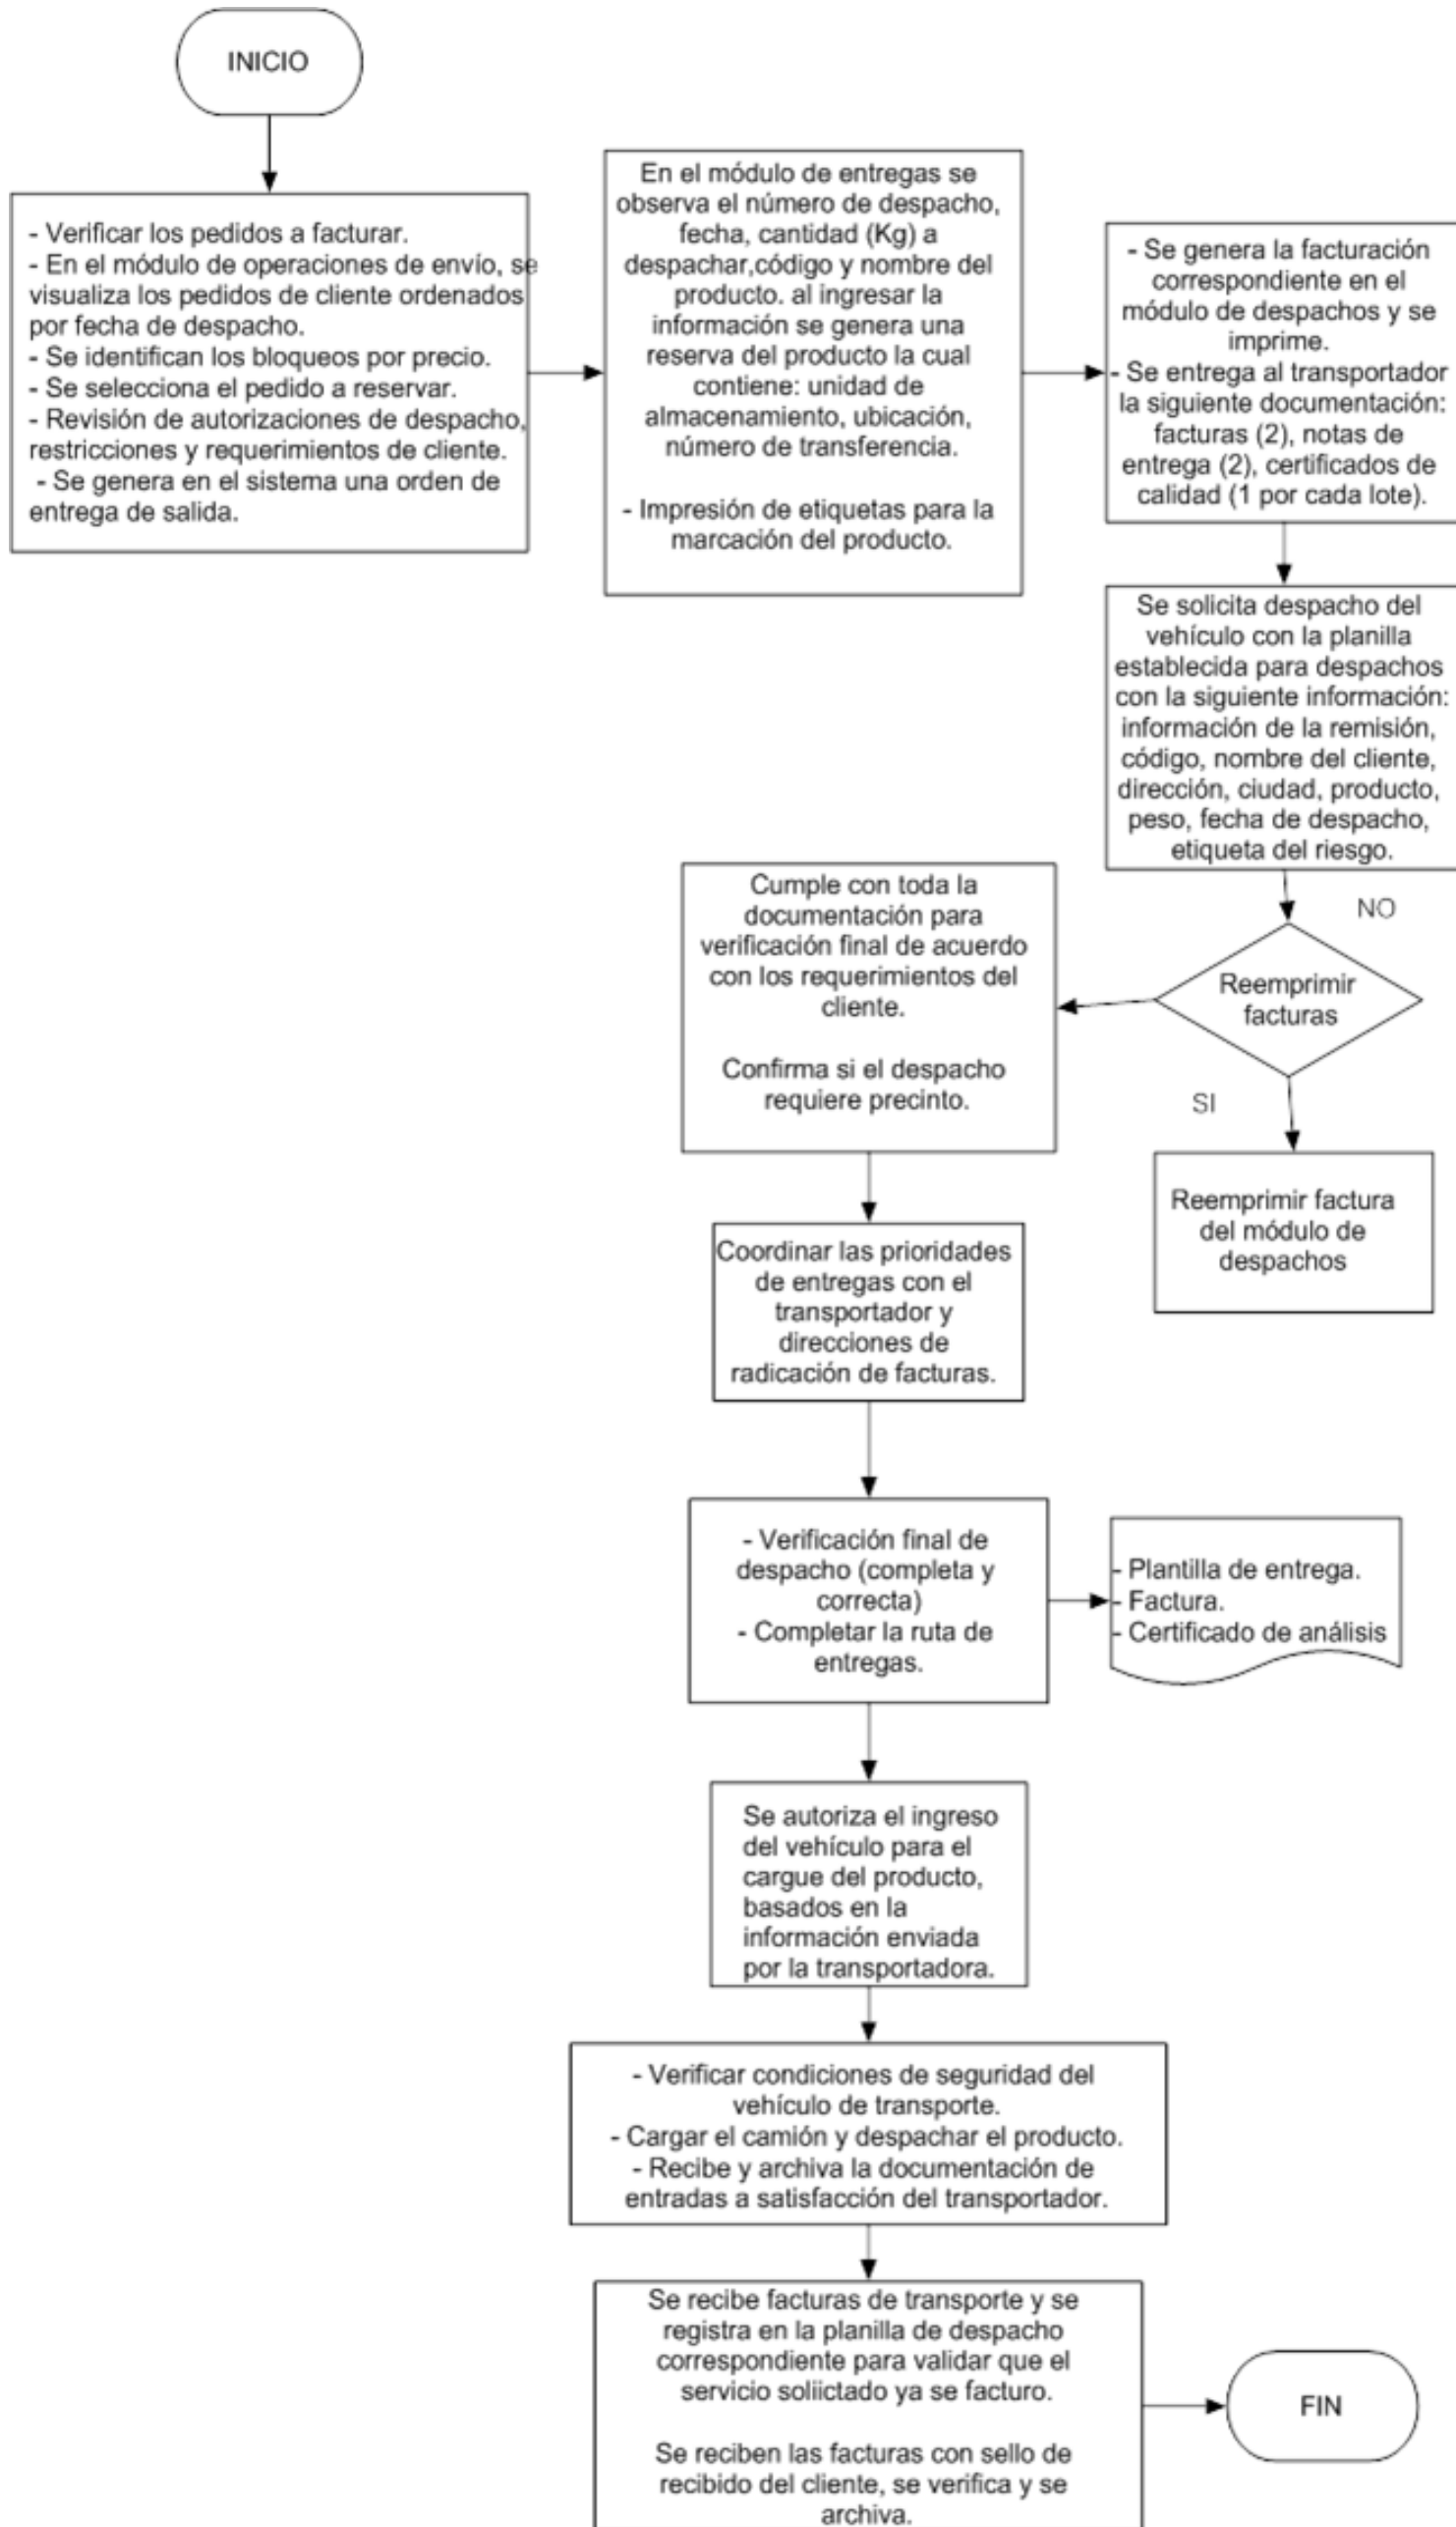 INICIO
- Verificar los pedidos a facturar.
- En el módulo de operaciones de envío, se
visualiza los pedidos de cliente ordenados
por fecha de despacho.
- Se identifican los bloqueos por precio.
- Se selecciona el pedido a reservar.
- Revisión de autorizaciones de despacho,
restricciones y requerimientos de cliente.
- Se genera en el sistema una orden de
entrega de salida.
En el módulo de entregas se
observa el número de despacho,
fecha, cantidad (Kg) a
despachar,código y nombre del
producto. al ingresar la
información se genera una
reserva del producto la cual
contiene: unidad de
almacenamiento, ubicación,
número de transferencia.
- Impresión de etiquetas para la
marcación del producto.
- Se genera la facturación
correspondiente en el
módulo de despachos y se
imprime.
- Se entrega al transportador
la siguiente documentación:
facturas (2), notas de
entrega (2), certificados de
calidad (1 por cada lote).
Se solicita despacho del
vehículo con la planilla
establecida para despachos
con la siguiente información:
información de la remisión,
código, nombre del cliente,
dirección, ciudad, producto,
peso, fecha de despacho,
etiqueta del riesgo.
NO
Reemprimir
facturas
SI
Reemprimir factura
del módulo de
despachos
Cumple con toda la
documentación para
verificación final de acuerdo
con los requerimientos del
cliente.
Confirma si el despacho
requiere precinto.
Coordinar las prioridades
de entregas con el
transportador y
direcciones de
radicación de facturas.
- Verificación final de
despacho (completa y
correcta)
- Completar la ruta de
entregas.
- Plantilla de entrega.
- Factura.
- Certificado de análisis
Se autoriza el ingreso
del vehículo para el
cargue del producto,
basados en la
información enviada
por la transportadora.
- Verificar condiciones de seguridad del
vehículo de transporte.
- Cargar el camión y despachar el producto.
- Recibe y archiva la documentación de
entradas a satisfacción del transportador.
Se recibe facturas de transporte y se
registra en la planilla de despacho
correspondiente para validar que el
servicio soliictado ya se facturo.
Se reciben las facturas con sello de
recibido del cliente, se verifica y se
archiva.
FIN